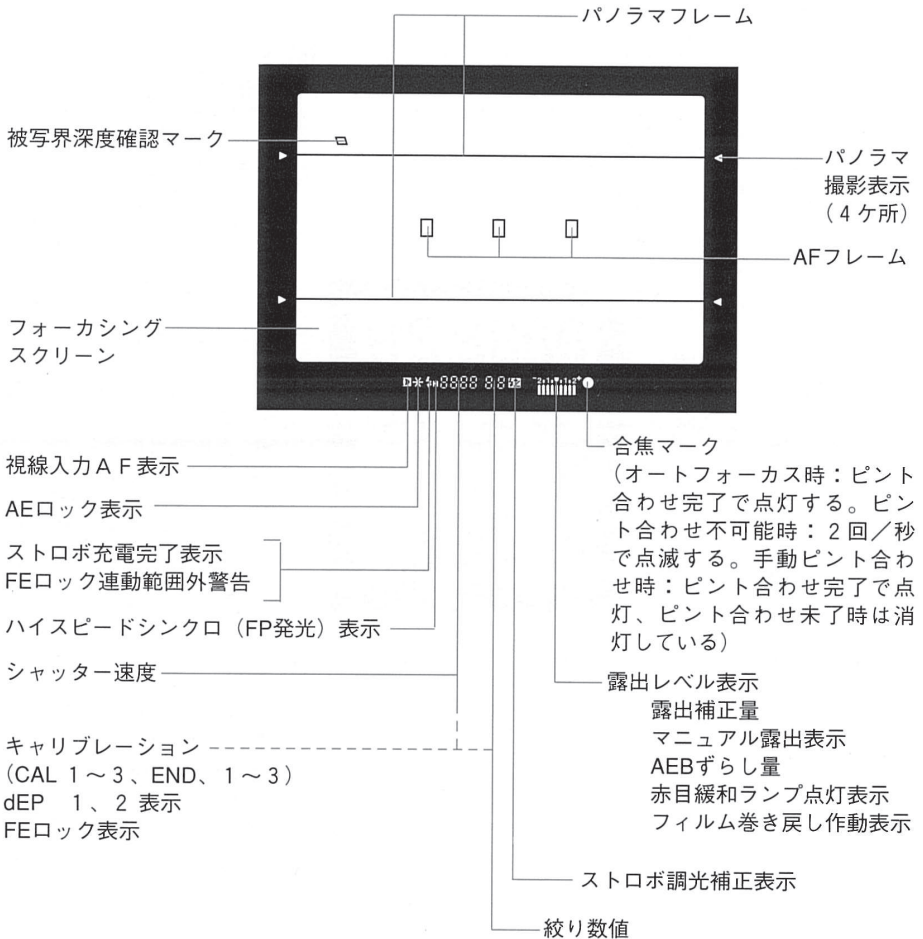 パノラマフレーム
被写界深度確認マーク
パノラマ
撮影表示
(4ケ所)
AFフレーム
フォーカシング
スクリーン
視線入力AF表示
AEロック表示
ストロボ充電完了表示
FEロック連動範囲外警告
ハイスピードシンクロ(FP発光)表示
シャッター速度
キャリブレーション
(CAL 1～3、END、1～3)
dEP 1、2 表示
FEロック表示
合焦マーク
(オートフォーカス時:ピント
合わせ完了で点灯する。ピン
ト合わせ不可能時:2回/秒
で点滅する。手動ピント合わ
せ時:ピント合わせ完了で点
灯、ピント合わせ未了時は消
灯している)
露出レベル表示
露出補正量
マニュアル露出表示
AEBずらし量
赤目緩和ランプ点灯表示
フィルム巻き戻し作動表示
ストロボ調光補正表示
絞り数値
8888 88